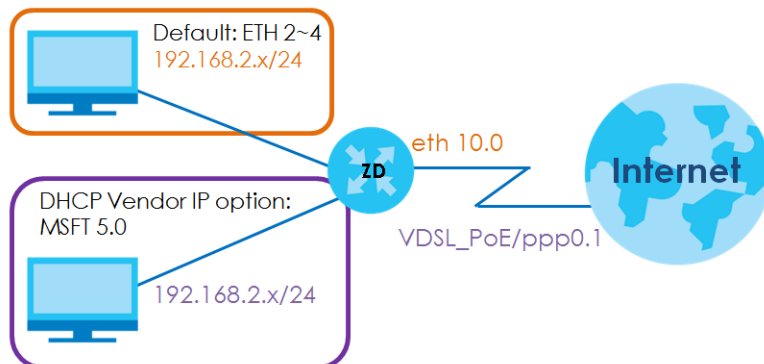 Default: ETH 2~4
192.168.2.x/24
DHCP Vendor IP option:
MSFT 5.0
192.168.2.x/24
ZD
eth 10.0
VDSL_PoE/ppp0.1
Internet